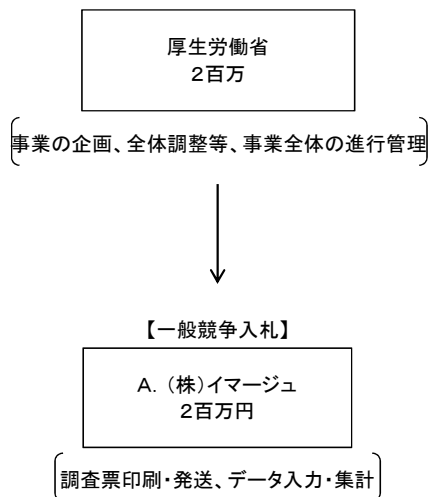 厚生労働省
２百万
事業の企画、全体調整等、事業全体の進行管理
【一般競争入札】
A．（株）イマージュ
２百万円
調査票印刷・発送、データ入力・集計